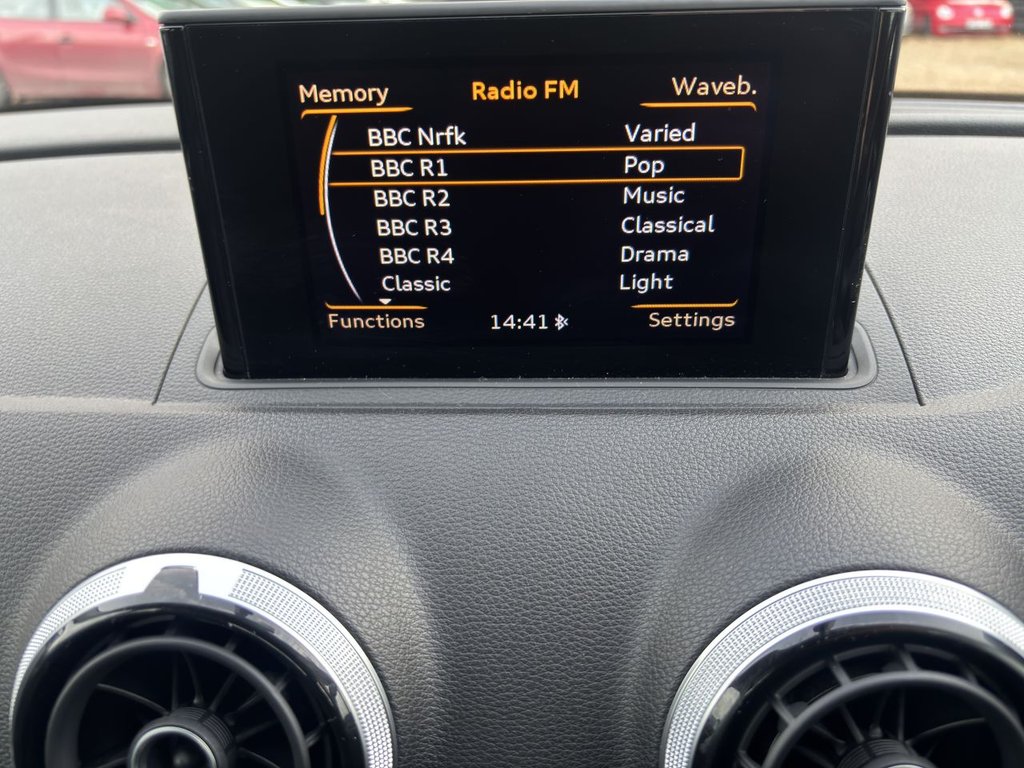 Memory Radio FM Waveb.
BBC Nrfk Varied
BBC R1 Pop
BBC R2 Music
BBC R3 Classical
BBC R4 Drama
Classic Light
Functions 14:41 Settings